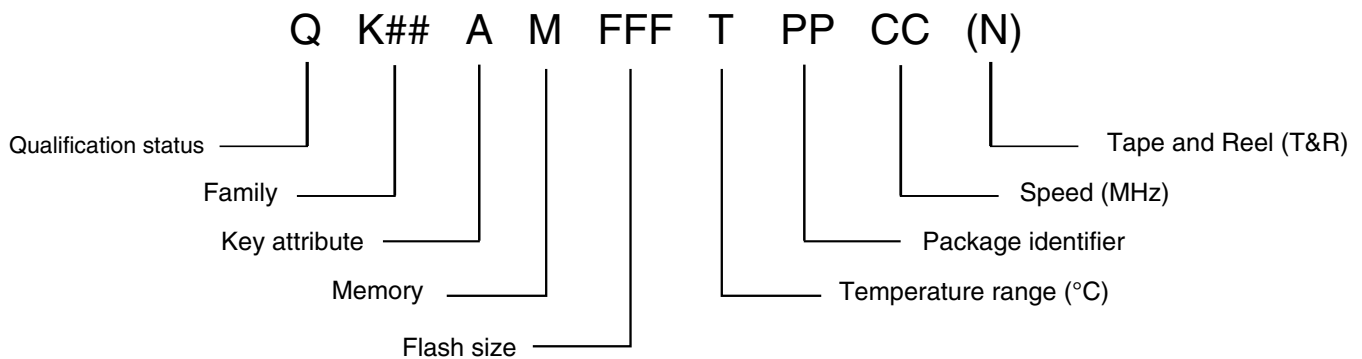 Q K## A M FFF T PP CC (N)
Qualification status
Tape and Reel (T&R)
Family
Speed (MHz)
Key attribute
Package identifier
Memory
Temperature range (°C)
Flash size